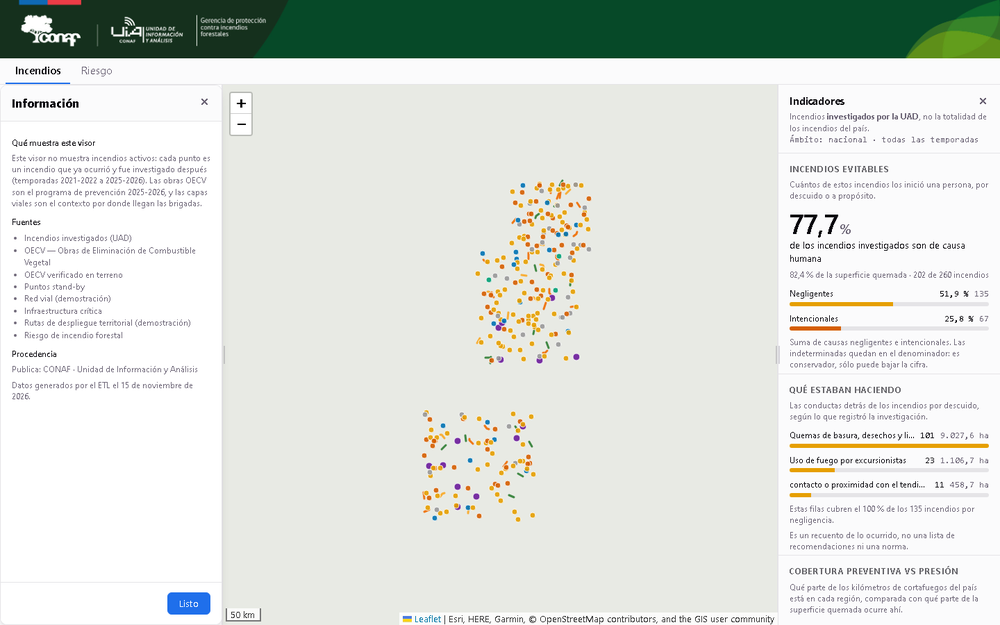 conaf
UiA
CONAF
UNIDAD DE
INFORMACIÓN
Y ANÁLISIS
Gerencia de protección
contra incendios
forestales
Incendios
Riesgo
Información
×
Qué muestra este visor
Este visor no muestra incendios activos: cada punto es
un incendio que ya ocurrió y fue investigado después
(temporadas 2021-2022 a 2025-2026). Las obras OECV
son el programa de prevención 2025-2026, y las capas
viales son el contexto por donde llegan las brigadas.
Fuentes
• Incendios investigados (UAD)
• OECV — Obras de Eliminación de Combustible
Vegetal
• OECV verificado en terreno
• Puntos stand-by
• Red vial (demostración)
• Infraestructura crítica
• Rutas de despliegue territorial (demostración)
• Riesgo de incendio forestal
Procedencia
Publica: CONAF - Unidad de Información y Análisis
Datos generados por el ETL el 15 de noviembre de
2026.
Listo
+
−
50 km
Leaflet | Esri, HERE, Garmin, © OpenStreetMap contributors, and the GIS user community
Indicadores
×
Incendios investigados por la UAD, no la totalidad de
los incendios del país.
Ámbito: nacional · todas las temporadas
INCENDIOS EVITABLES
Cuántos de estos incendios los inició una persona, por
descuido o a propósito.
77,7 %
de los incendios investigados son de causa
humana
82,4 % de la superficie quemada · 202 de 260 incendios
Negligentes 51,9 % 135
Intencionales 25,8 % 67
Suma de causas negligentes e intencionales. Las
indeterminadas quedan en el denominador: es
conservador, sólo puede bajar la cifra.
QUÉ ESTABAN HACIENDO
Las conductas detrás de los incendios por descuido,
según lo que registró la investigación.
Quemas de basura, desechos y li... 101 9.027,6 ha
Uso de fuego por excursionistas 23 1.106,7 ha
contacto o proximidad con el tendi... 11 458,7 ha
Estas filas cubren el 100 % de los 135 incendios por
negligencia.
Es un recuento de lo ocurrido, no una lista de
recomendaciones ni una norma.
COBERTURA PREVENTIVA VS PRESIÓN
Qué parte de los kilómetros de cortafuegos del país
está en cada región, comparada con qué parte de la
superficie quemada ocurre ahí.